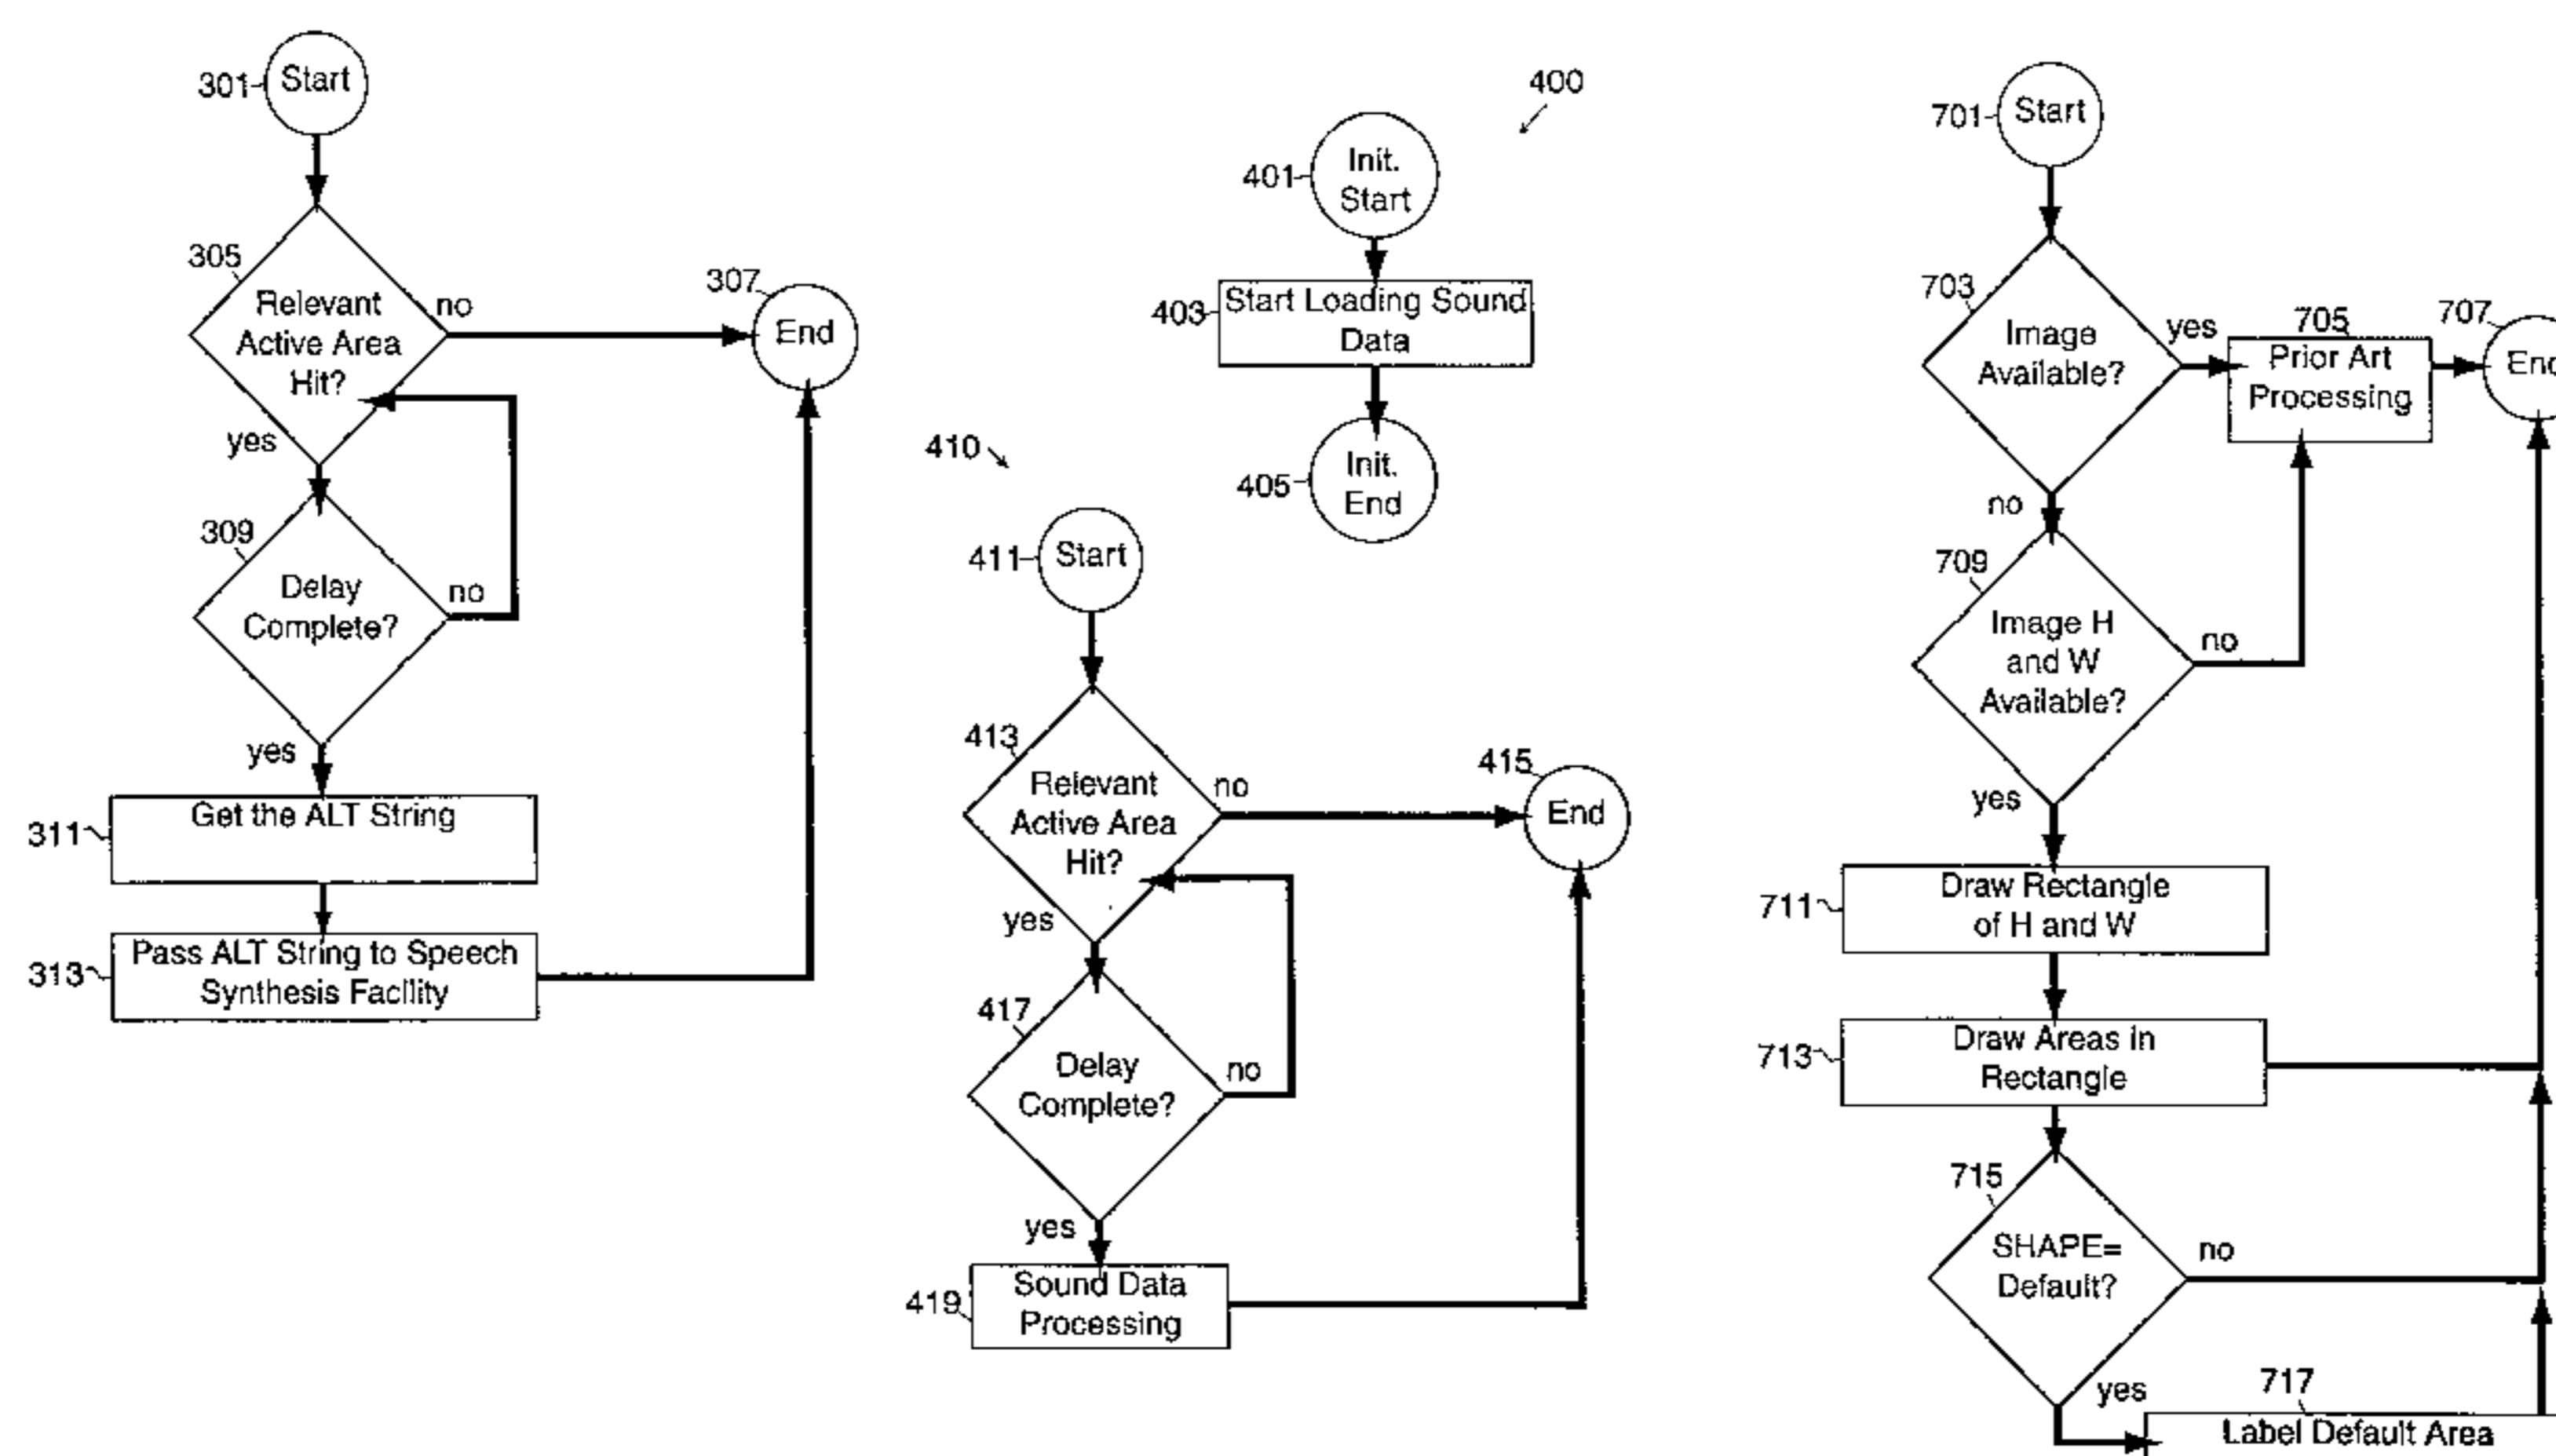 301
Start
305
Relevant
Active Area
Hit?
no
307
End
yes
309
Delay
Complete?
no
yes
311
Get the ALT String
313
Pass ALT String to Speech
Synthesis Facility
400
401
Init.
Start
403
Start Loading Sound
Data
405
Init.
End
410
411
Start
413
Relevant
Active Area
Hit?
no
415
End
yes
417
Delay
Complete?
no
yes
419
Sound Data
Processing
701
Start
703
Image
Available?
yes
705
Prior Art
Processing
707
no
709
Image H
and W
Available?
no
yes
711
Draw Rectangle
of H and W
713
Draw Areas in
Rectangle
715
SHAPE=
Default?
no
yes
717
Label Default Area